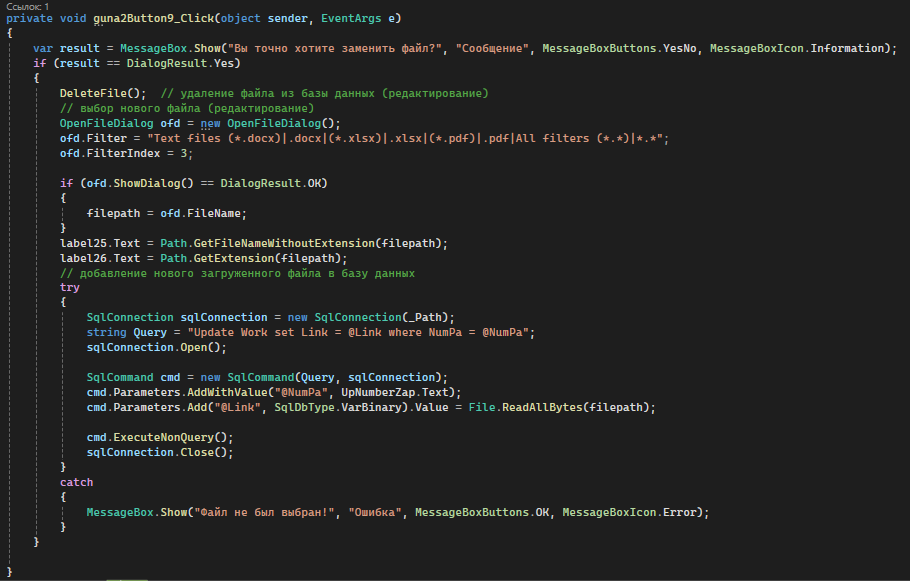 Ссылок: 1
private void guna2Button9_Click(object sender, EventArgs e)
{
var result = MessageBox.Show("Вы точно хотите заменить файл?", "Сообщение", MessageBoxButtons.YesNo, MessageBoxIcon.Information);
if (result == DialogResult.Yes)
{
DeleteFile(); // удаление файла из базы данных (редактирование)
// выбор нового файла (редактирование)
OpenFileDialog ofd = new OpenFileDialog();
ofd.Filter = "Text files (*.docx)|.docx|(*.xlsx)|.xlsx|(*.pdf)|.pdf|All filters (*.*)|*.*";
ofd.FilterIndex = 3;
if (ofd.ShowDialog() == DialogResult.OK)
{
filepath = ofd.FileName;
}
label25.Text = Path.GetFileNameWithoutExtension(filepath);
label26.Text = Path.GetExtension(filepath);
// добавление нового загруженного файла в базу данных
try
{
SqlConnection sqlConnection = new SqlConnection(_Path);
string Query = "Update Work set Link = @Link where NumPa = @NumPa";
sqlConnection.Open();
SqlCommand cmd = new SqlCommand(Query, sqlConnection);
cmd.Parameters.AddWithValue("@NumPa", UpNumberZap.Text);
cmd.Parameters.Add("@Link", SqlDbType.VarBinary).Value = File.ReadAllBytes(filepath);
cmd.ExecuteNonQuery();
sqlConnection.Close();
}
catch
{
MessageBox.Show("Файл не был выбран!", "Ошибка", MessageBoxButtons.OK, MessageBoxIcon.Error);
}
}
}